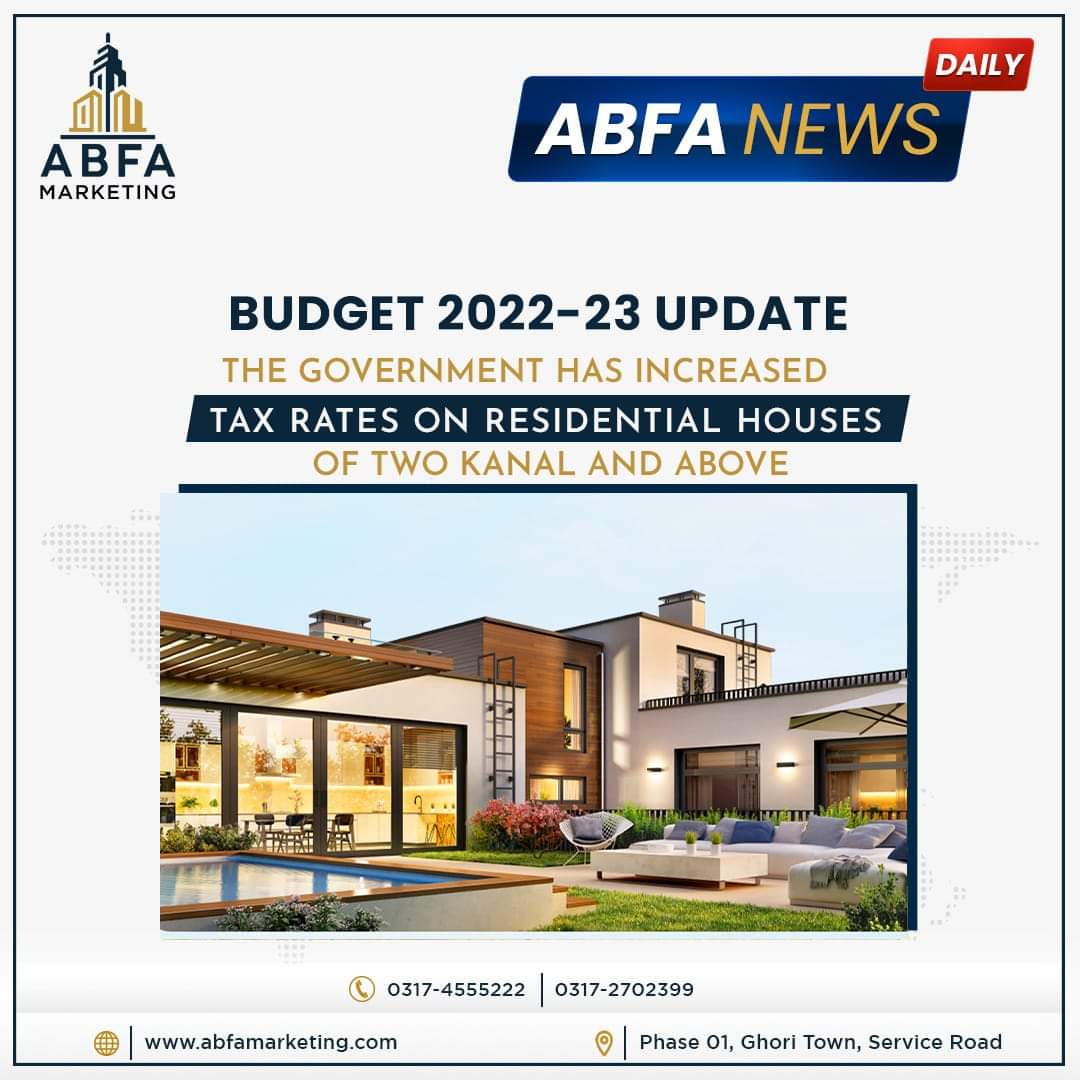 ABFA
MARKETING
DAILY
ABFA NEWS
BUDGET 2022-23 UPDATE
THE GOVERNMENT HAS INCREASED
TAX RATES ON RESIDENTIAL HOUSES
OF TWO KANAL AND ABOVE
0317-4555222 | 0317-2702399
www.abfamarketing.com
Phase 01, Ghori Town, Service Road